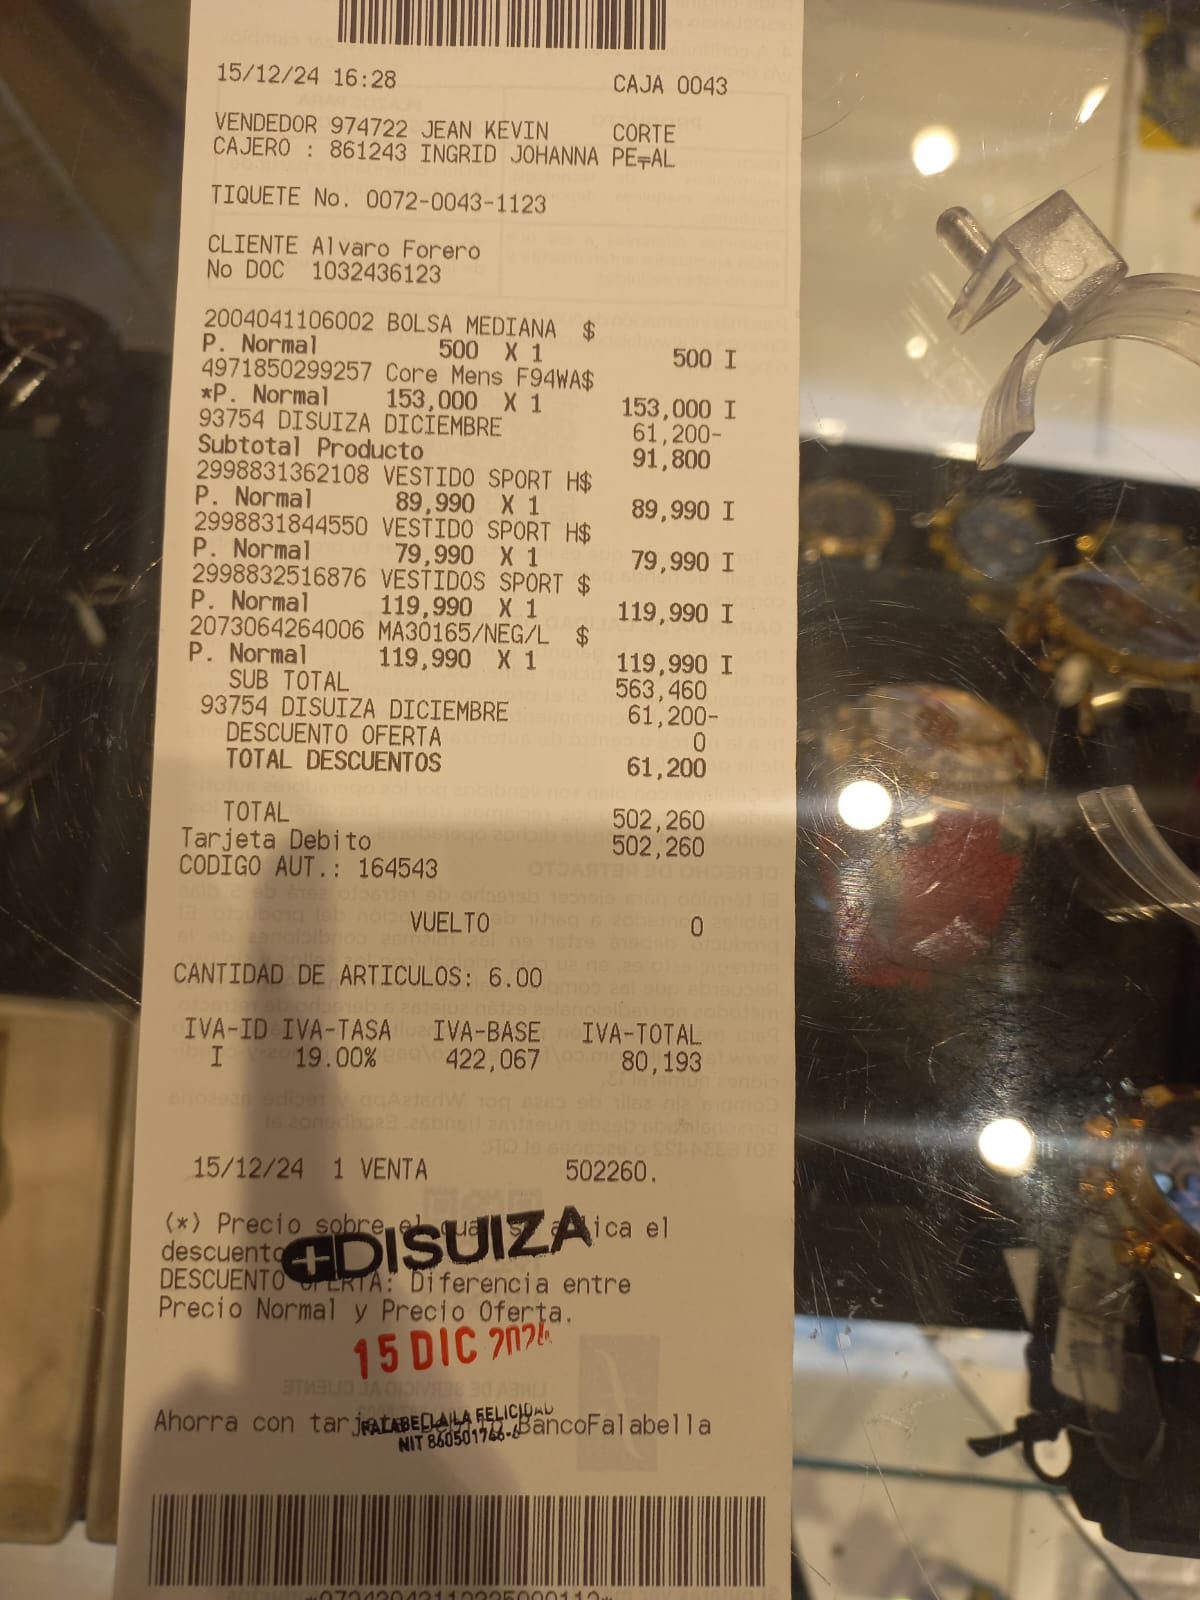 15/12/24 16:28 CAJA 0043
VENDEDOR 974722 JEAN KEVIN CORTE
CAJERO : 861243 INGRID JOHANNA PE╤AL
TIQUETE No. 0072-0043-1123
CLIENTE Alvaro Forero
No DOC 1032436123
2004041106002 BOLSA MEDIANA $
P. Normal 500 X 1 500 I
4971850299257 Core Mens F94WA$
*P. Normal 153,000 X 1 153,000 I
93754 DISUIZA DICIEMBRE 61,200-
Subtotal Producto 91,800
2998831362108 VESTIDO SPORT H$
P. Normal 89,990 X 1 89,990 I
2998831844550 VESTIDO SPORT H$
P. Normal 79,990 X 1 79,990 I
2998832516876 VESTIDOS SPORT $
P. Normal 119,990 X 1 119,990 I
2073064264006 MA30165/NEG/L $
P. Normal 119,990 X 1 119,990 I
SUB TOTAL 563,460
93754 DISUIZA DICIEMBRE 61,200-
DESCUENTO OFERTA 0
TOTAL DESCUENTOS 61,200
TOTAL 502,260
Tarjeta Debito 502,260
CODIGO AUT.: 164543
VUELTO 0
CANTIDAD DE ARTICULOS: 6.00
IVA-ID IVA-TASA IVA-BASE IVA-TOTAL
I 19.00% 422,067 80,193
15/12/24 1 VENTA 502260.
(*) Precio sobre el cual se aplica el
descuento
DISUIZA
DESCUENTO OFERTA: Diferencia entre
Precio Normal y Precio Oferta.
15 DIC 2024
Ahorra con BancoFalabella
FALABELLA LA FELICIDAD
NIT 860501766-6